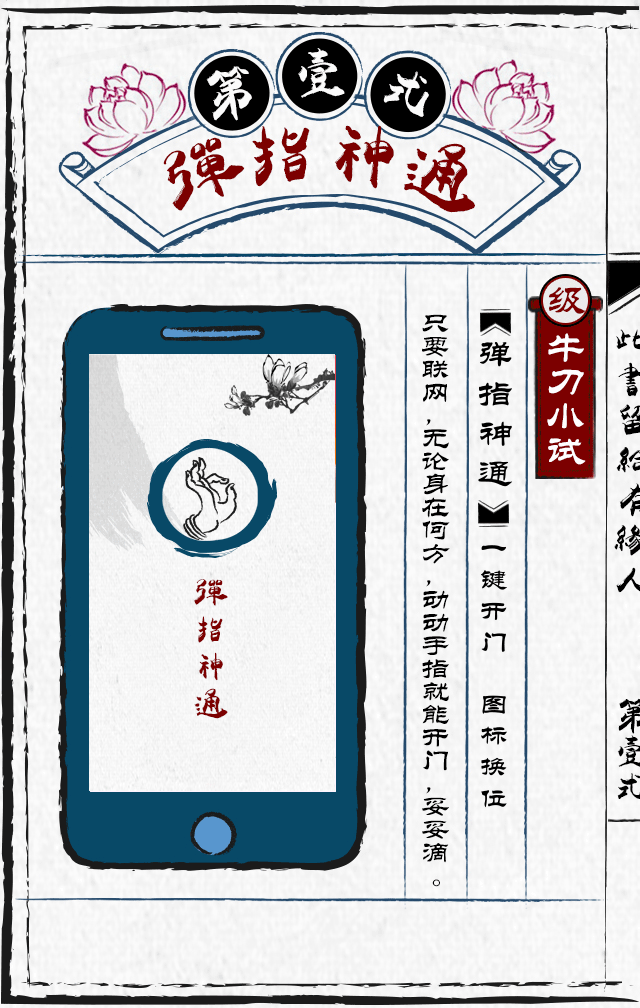 第壹式
彈指神通
级
牛刀小试
弹指神通 一键开门 图标换位
只要联网，无论身在何方，动动手指就能开门，妥妥滴。
彈指神通
此書留給有緣人
第壹式